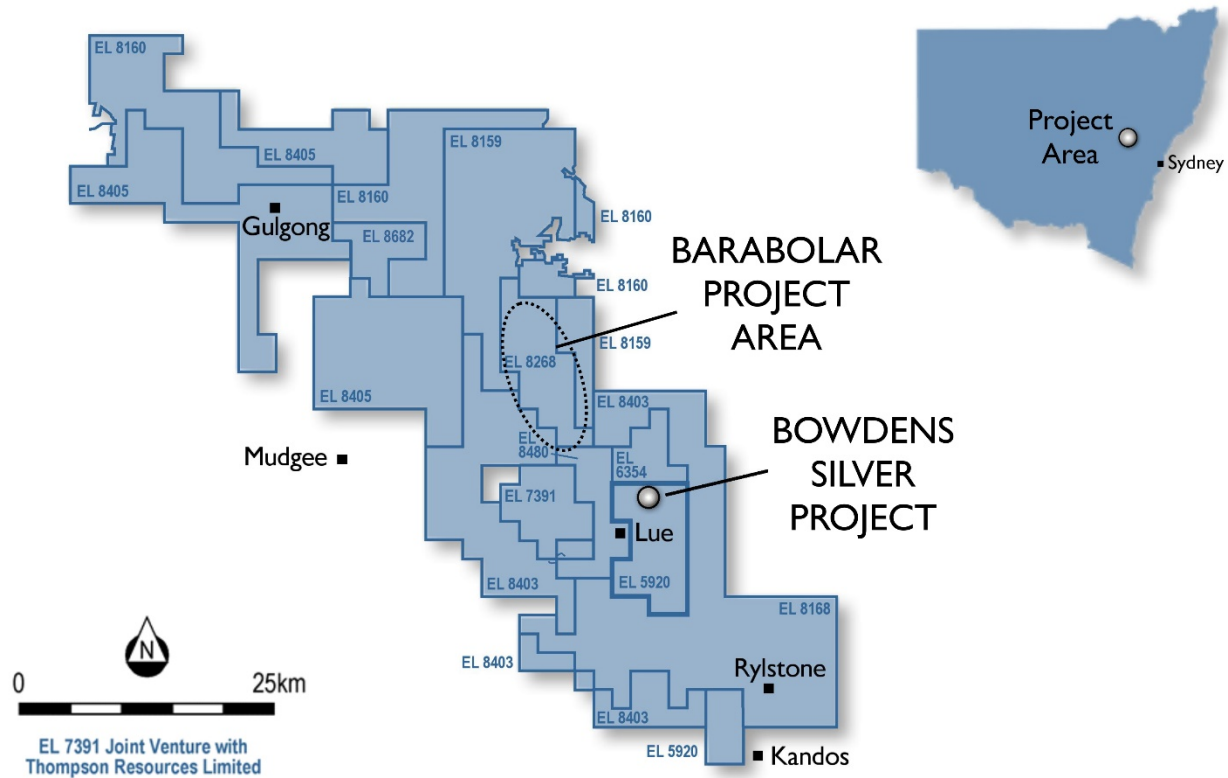 EL 8160
Project
Area
Sydney
EL 8159
EL 8405
EL 8405
EL 8160
Gulgong
EL 8160
EL 8682
BARABOLAR
PROJECT
AREA
EL 8160
EL 8159
EL 8268
EL 8405
EL 8403
BOWDENS
SILVER
PROJECT
EL
8480
Mudgee
EL
6354
EL 7391
Lue
EL 8403
EL 5920
EL 8168
N
EL 8403
Rylstone
0 25km
EL 8403
EL 7391 Joint Venture with
Thompson Resources Limited
EL 5920
Kandos